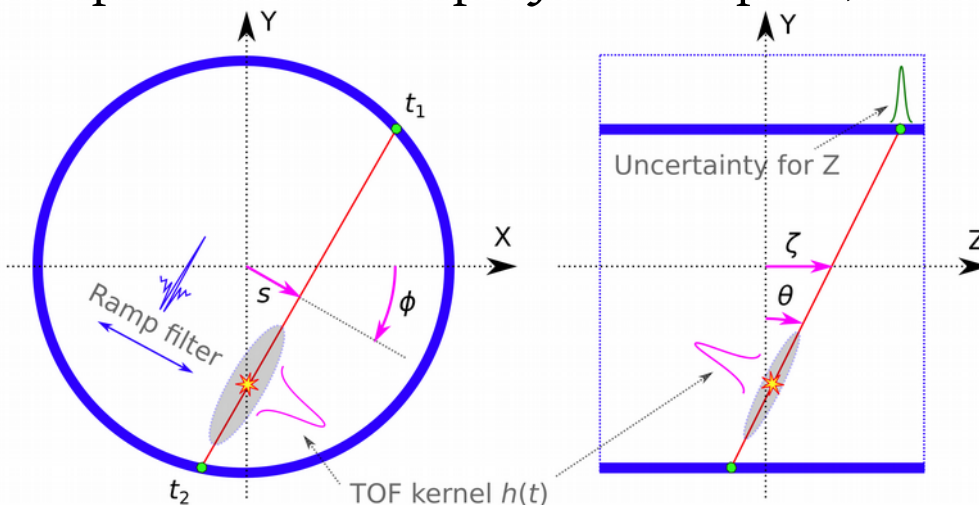 Y
t₁
X
s
ϕ
Ramp filter
t₂
TOF kernel h(t)
Y
Uncertainty for Z
ζ
Z
θ